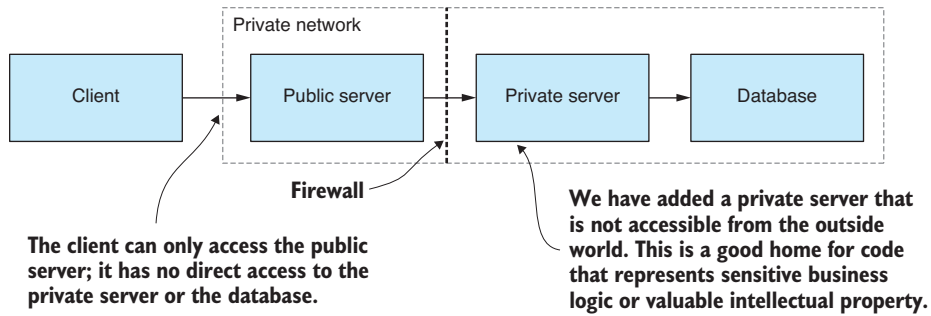 Private network
Client
Public server
Private server
Database
Firewall
The client can only access the public
server; it has no direct access to the
private server or the database.
We have added a private server that
is not accessible from the outside
world. This is a good home for code
that represents sensitive business
logic or valuable intellectual property.